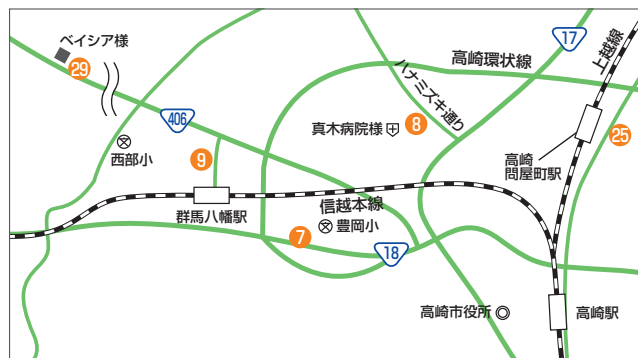 ベイシア様
29
406
西部小
9
群馬八幡駅
17
高崎環状線
上越線
ハナミズキ通り
真木病院様
8
25
高崎
問屋町駅
信越本線
7
豊岡小
18
高崎市役所
高崎駅